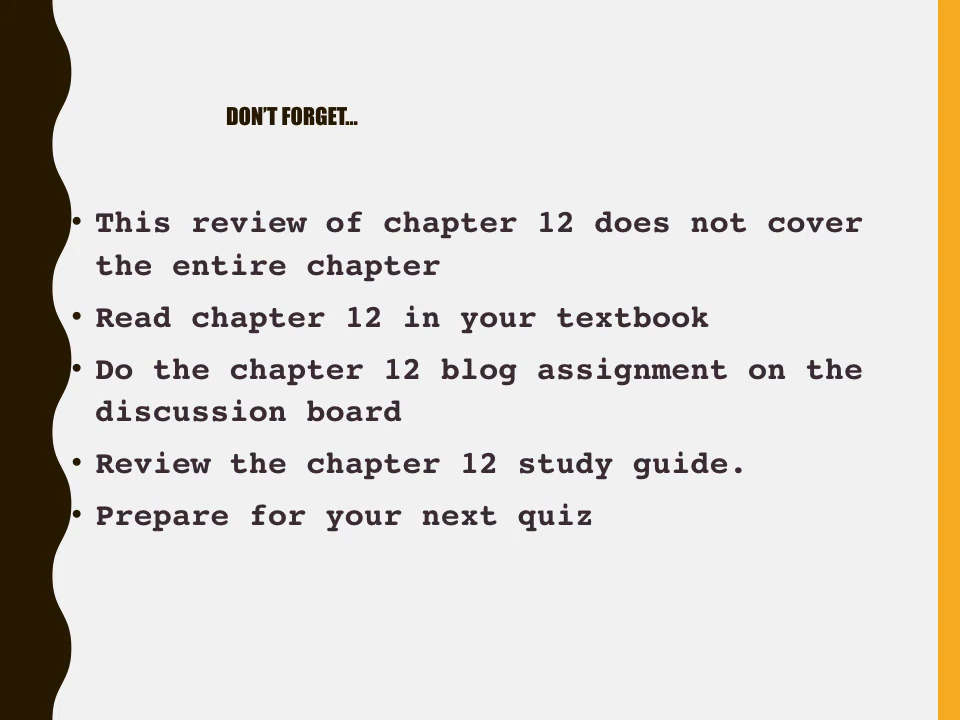 DON'T FORGET…
• This review of chapter 12 does not cover
the entire chapter
• Read chapter 12 in your textbook
• Do the chapter 12 blog assignment on the
discussion board
• Review the chapter 12 study guide.
• Prepare for your next quiz